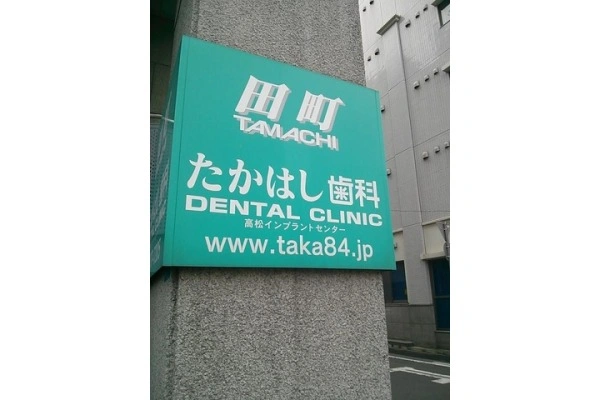 田町
TAMACHI
たかはし歯科
DENTAL CLINIC
高松インプラントセンター
www.taka84.jp